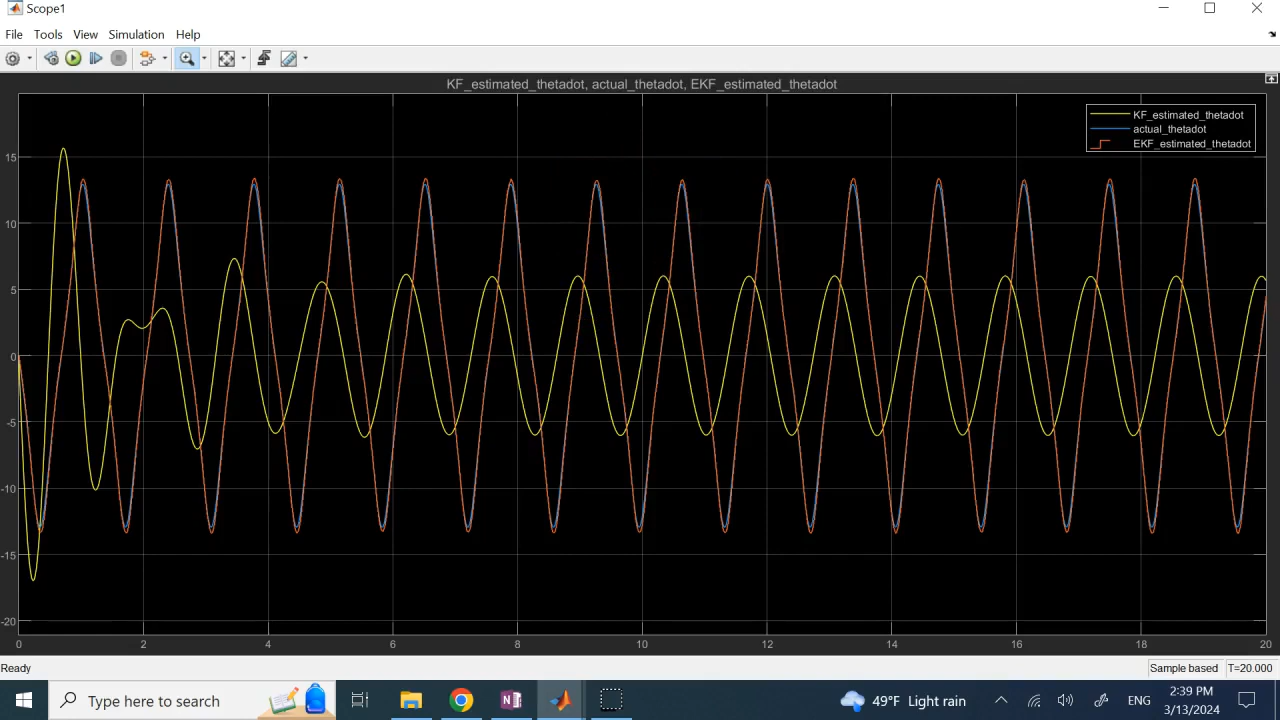 Scope1
File Tools View Simulation Help
KF_estimated_thetadot, actual_thetadot, EKF_estimated_thetadot
KF_estimated_thetadot
actual_thetadot
EKF_estimated_thetadot
15
10
5
0
-5
-10
-15
-20
0 2 4 6 8 10 12 14 16 18 20
Ready
Sample based T=20.000
Type here to search
49°F Light rain
ENG
2:39 PM
3/13/2024